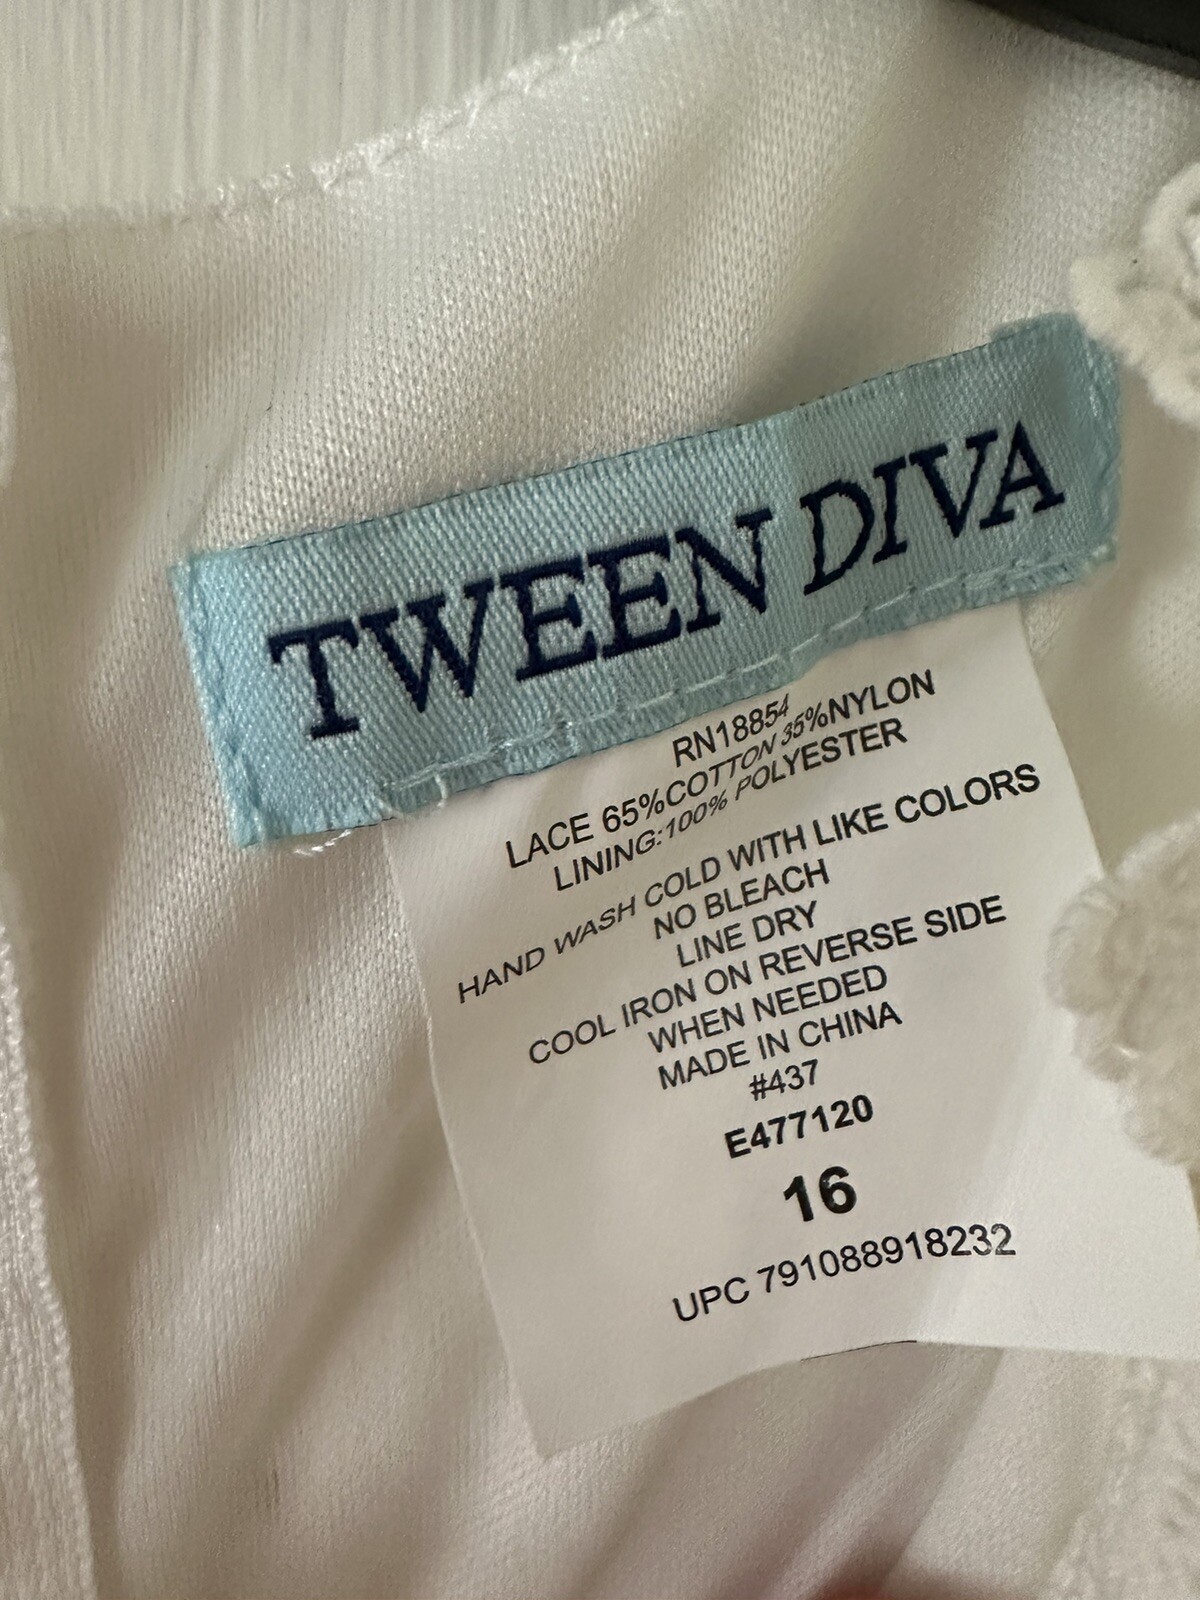 TWEEN DIVA
RN18854
LACE 65%COTTON 35%NYLON
LINING:100% POLYESTER
HAND WASH COLD WITH LIKE COLORS
NO BLEACH
LINE DRY
COOL IRON ON REVERSE SIDE
WHEN NEEDED
MADE IN CHINA
#437
E477120
16
UPC 791088918232